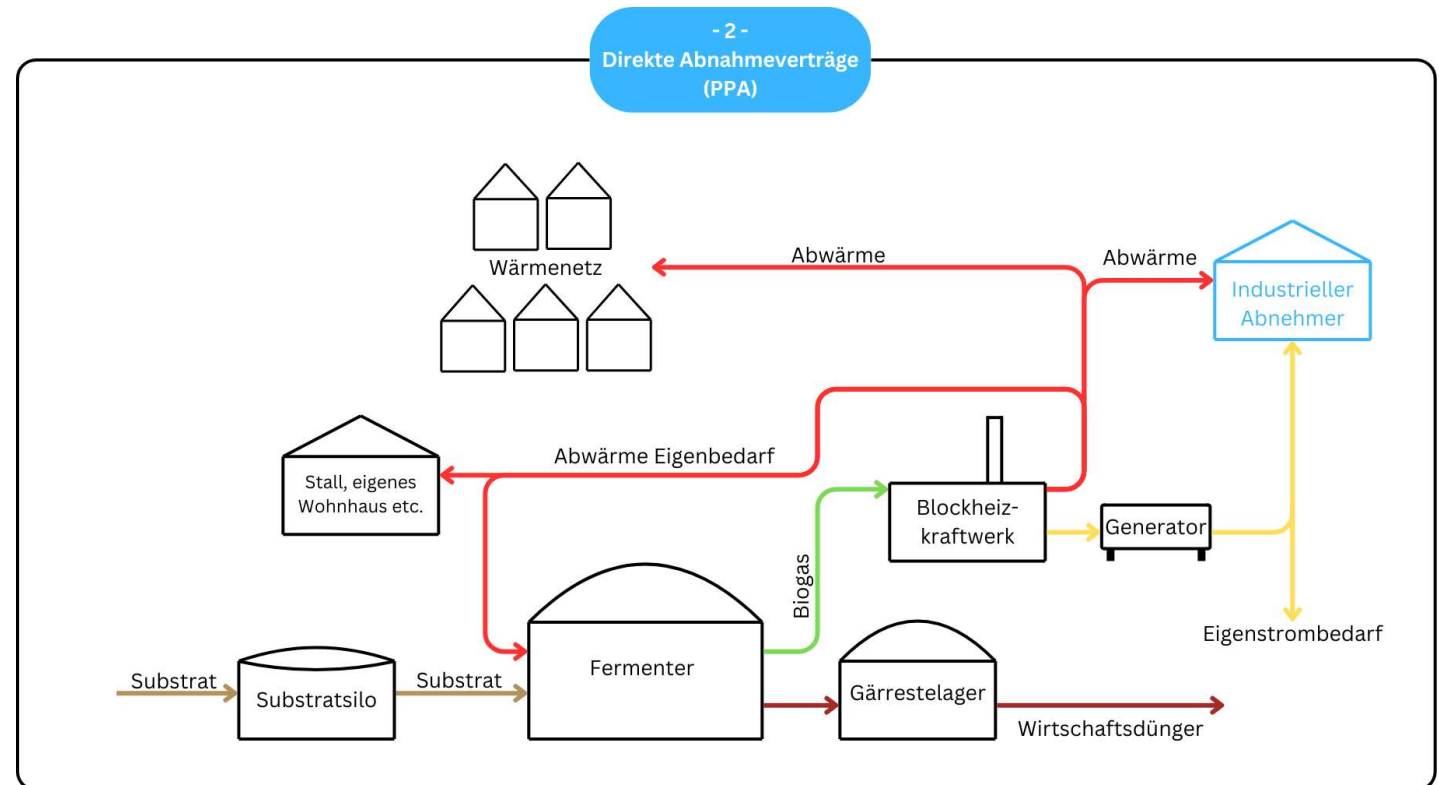 - 2 -
Direkte Abnahmeverträge
(PPA)
Wärmenetz
Abwärme
Abwärme
Industrieller
Abnehmer
Stall, eigenes
Wohnhaus etc.
Abwärme Eigenbedarf
Biogas
Blockheiz-
kraftwerk
Generator
Eigenstrombedarf
Substrat
Substratsilo
Substrat
Fermenter
Gärrestelager
Wirtschaftsdünger